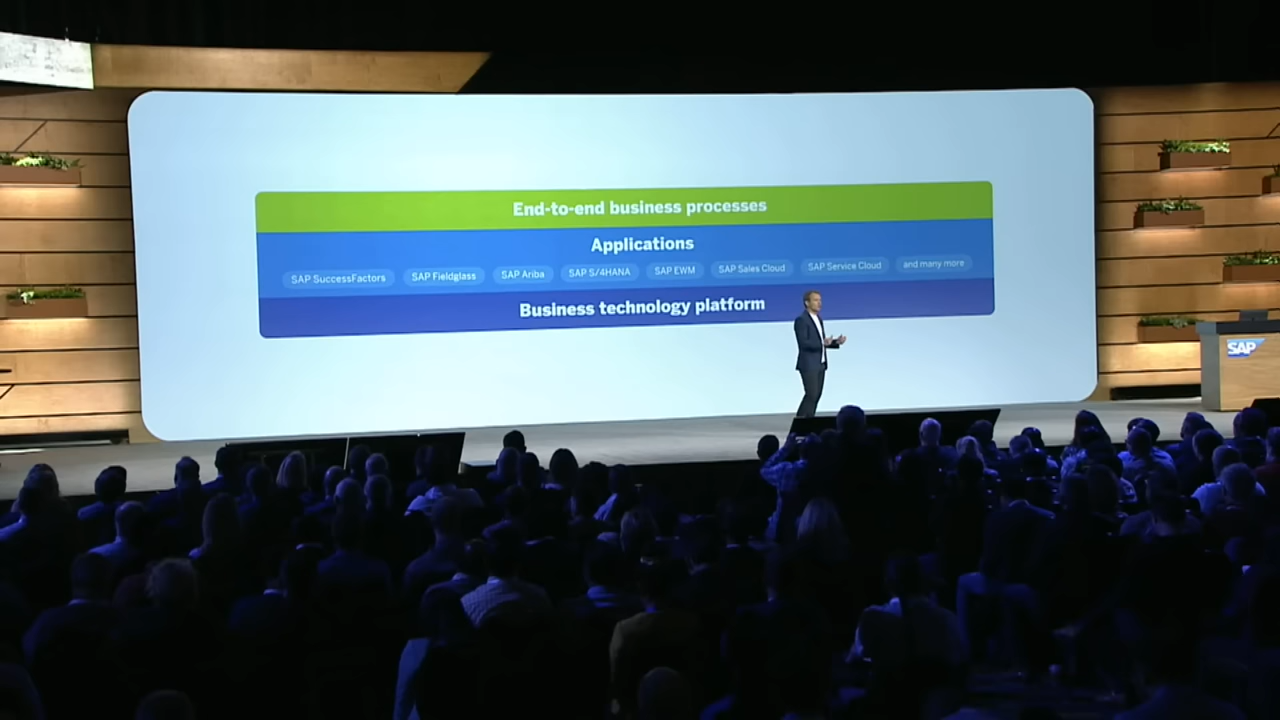 End-to-end business processes
Applications
SAP SuccessFactors SAP Fieldglass SAP Ariba SAP S/4HANA SAP EWM SAP Sales Cloud SAP Service Cloud and many more
Business technology platform
SAP